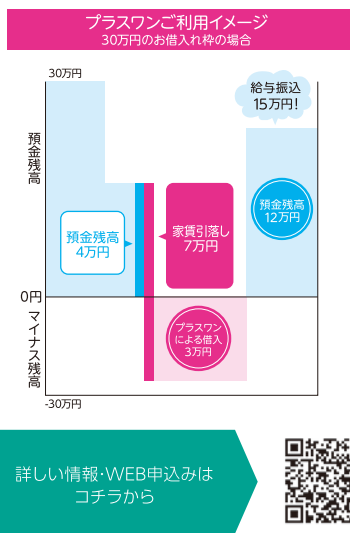 プラスワンご利用イメージ
30万円のお借入れ枠の場合
30万円
給与振込
15万円!
預金残高
預金残高
12万円
家賃引落し
7万円
預金残高
4万円
0円
プラスワン
による借入
3万円
マイナス残高
-30万円
詳しい情報・WEB申込みは
コチラから